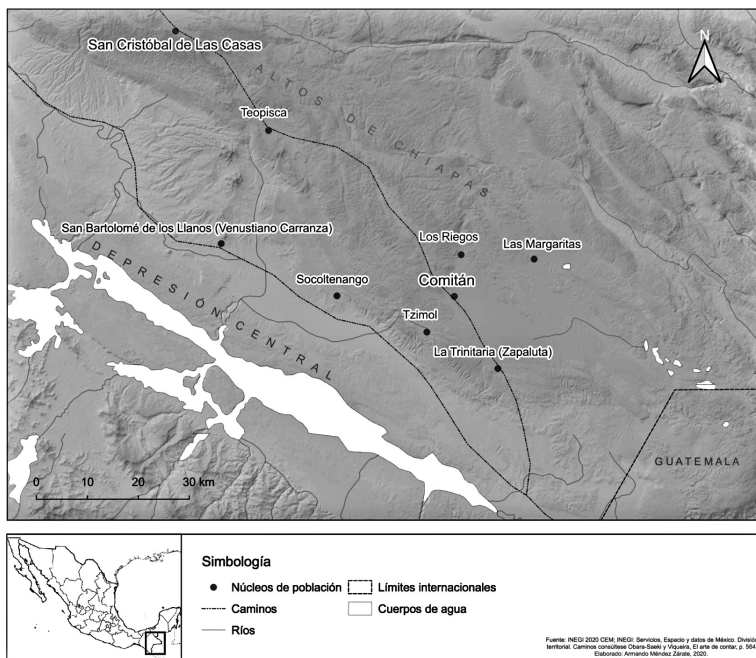 N
San Cristóbal de Las Casas
ALTOS DE CHIAPAS
Teopisca
San Bartolomé de los Llanos (Venustiano Carranza)
Los Riegos
Las Margaritas
DEPRESIÓN CENTRAL
Socoltenango
Comitán
Tzimol
La Trinitaria (Zapaluta)
GUATEMALA
0 10 20 30 km
Simbología
Núcleos de población
Límites internacionales
Caminos
Cuerpos de agua
Ríos
Fuente: INEGI 2020 CEM; INEGI: Servicios, Espacio y datos de México. División
territorial. Caminos consúltese Obara-Saeki y Viqueira, El arte de contar, p. 564.
Elaborado: Armando Méndez Zárate, 2020.